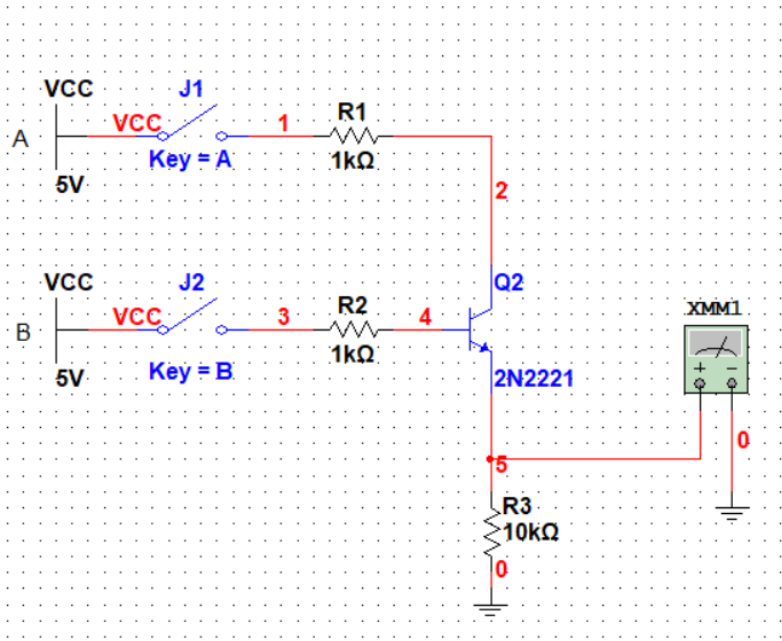 VCC
J1
A
VCC
1
R1
Key = A
1kΩ
5V
2
VCC
J2
Q2
B
VCC
3
R2
4
XMM1
1kΩ
Key = B
5V
2N2221
+
−
0
5
R3
10kΩ
0